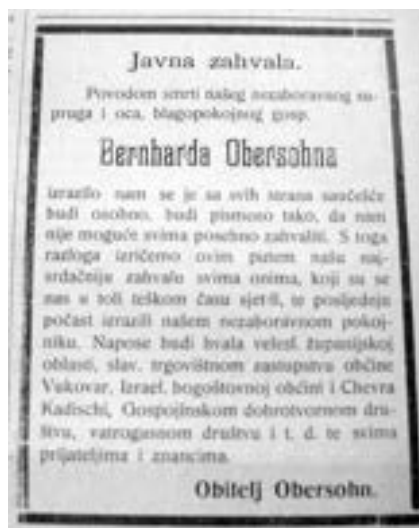 Javna zahvala.
Povodom smrti našeg nezaboravnog su-
pruga i oca, blagopokojnog gosp.
Bernharda Obersohna
izrazilo nam se je sa svih strana saučešće
budi osobno, budi pismeno tako, da nam
nije moguće svima posebno zahvaliti. S toga
razloga izričemo ovim putem našu naj-
srdačniju zahvalu svima onima, koji su se
nas u toli teškom času sjetili, te posljednju
počast izrazili našem nezaboravnom pokoj-
niku. Napose budi hvala velesl. županijskoj
oblasti, slav. trgovištnom zastupstvu občine
Vukovar, Izrael. bogoštovnoj občini i Chevra
Kadischi, Gospojinskom dobrotvornom dru-
štvu, vatrogasnom društvu i t. d. te svima
prijateljima i znancima.
Obitelj Obersohn.